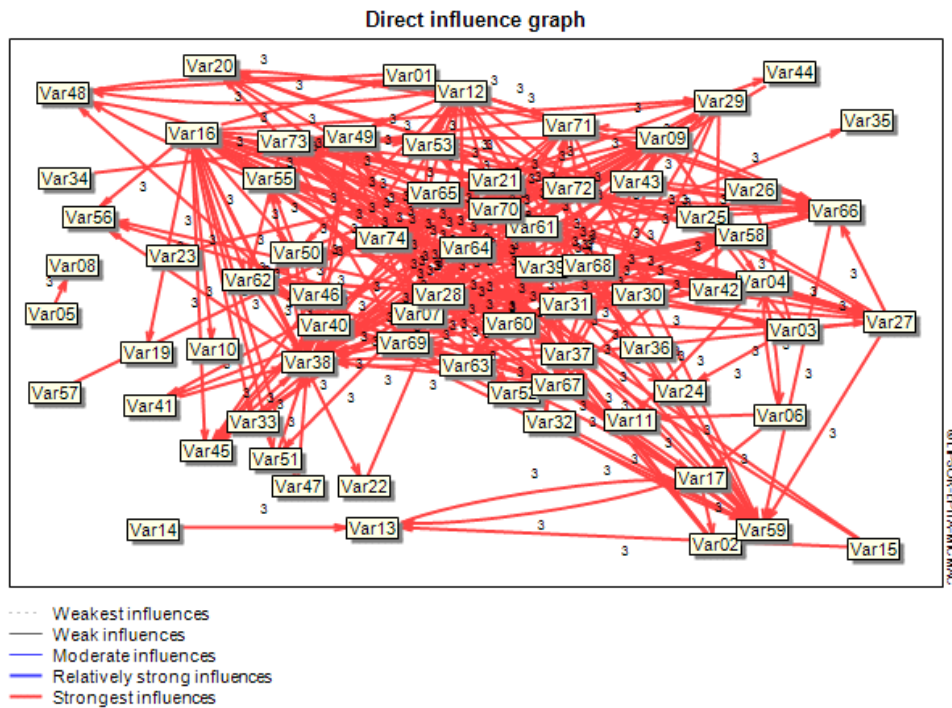 Direct influence graph
Var20
Var01
Var44
Var48
Var12
Var29
Var35
Var16
Var73
Var49
Var53
Var71
Var09
Var34
Var55
Var65
Var21
Var72
Var43
Var26
Var56
Var70
Var25
Var66
Var74
Var61
Var58
Var08
Var23
Var50
Var64
Var39
Var68
Var62
Var46
Var28
Var30
Var42
Var04
Var05
Var40
Var07
Var60
Var31
Var03
Var27
Var19
Var10
Var38
Var69
Var63
Var37
Var36
Var57
Var41
Var67
Var24
Var33
Var32
Var11
Var06
Var45
Var51
Var47
Var22
Var17
Var14
Var13
Var02
Var59
Var15
3
Weakest influences
Weak influences
Moderate influences
Relatively strong influences
Strongest influences